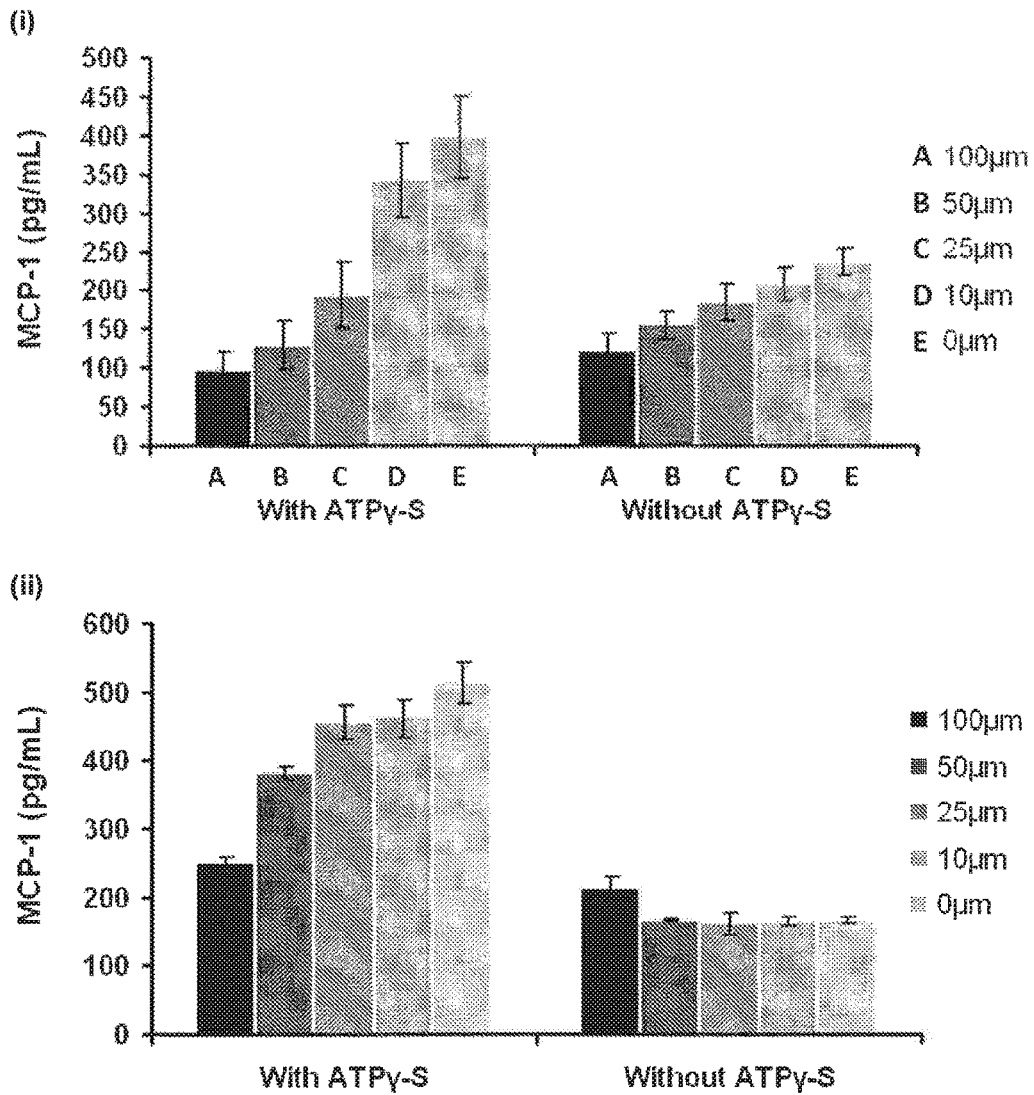 (i)
MCP-1 (pg/mL)
500
450
400
350
300
250
200
150
100
50
0
A B C D E
With ATPγ-S
A B C D E
Without ATPγ-S
A 100µm
B 50µm
C 25µm
D 10µm
E 0µm
(ii)
MCP-1 (pg/mL)
600
500
400
300
200
100
0
With ATPγ-S
Without ATPγ-S
100µm
50µm
25µm
10µm
0µm